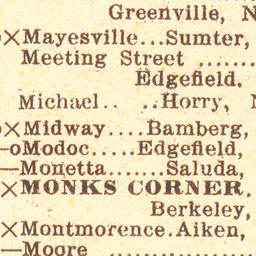 Greenville, N
×Mayesville...Sumter,
Meeting Street .......
Edgefield.
Michael.. ..Horry, N
o×Midway....Bamberg,
—oModoc.....Edgefield,
—Monetta.......Saluda,
×MONKS CORNER.
Berkeley,
×Montmorence.Aiken,
—Moore ................